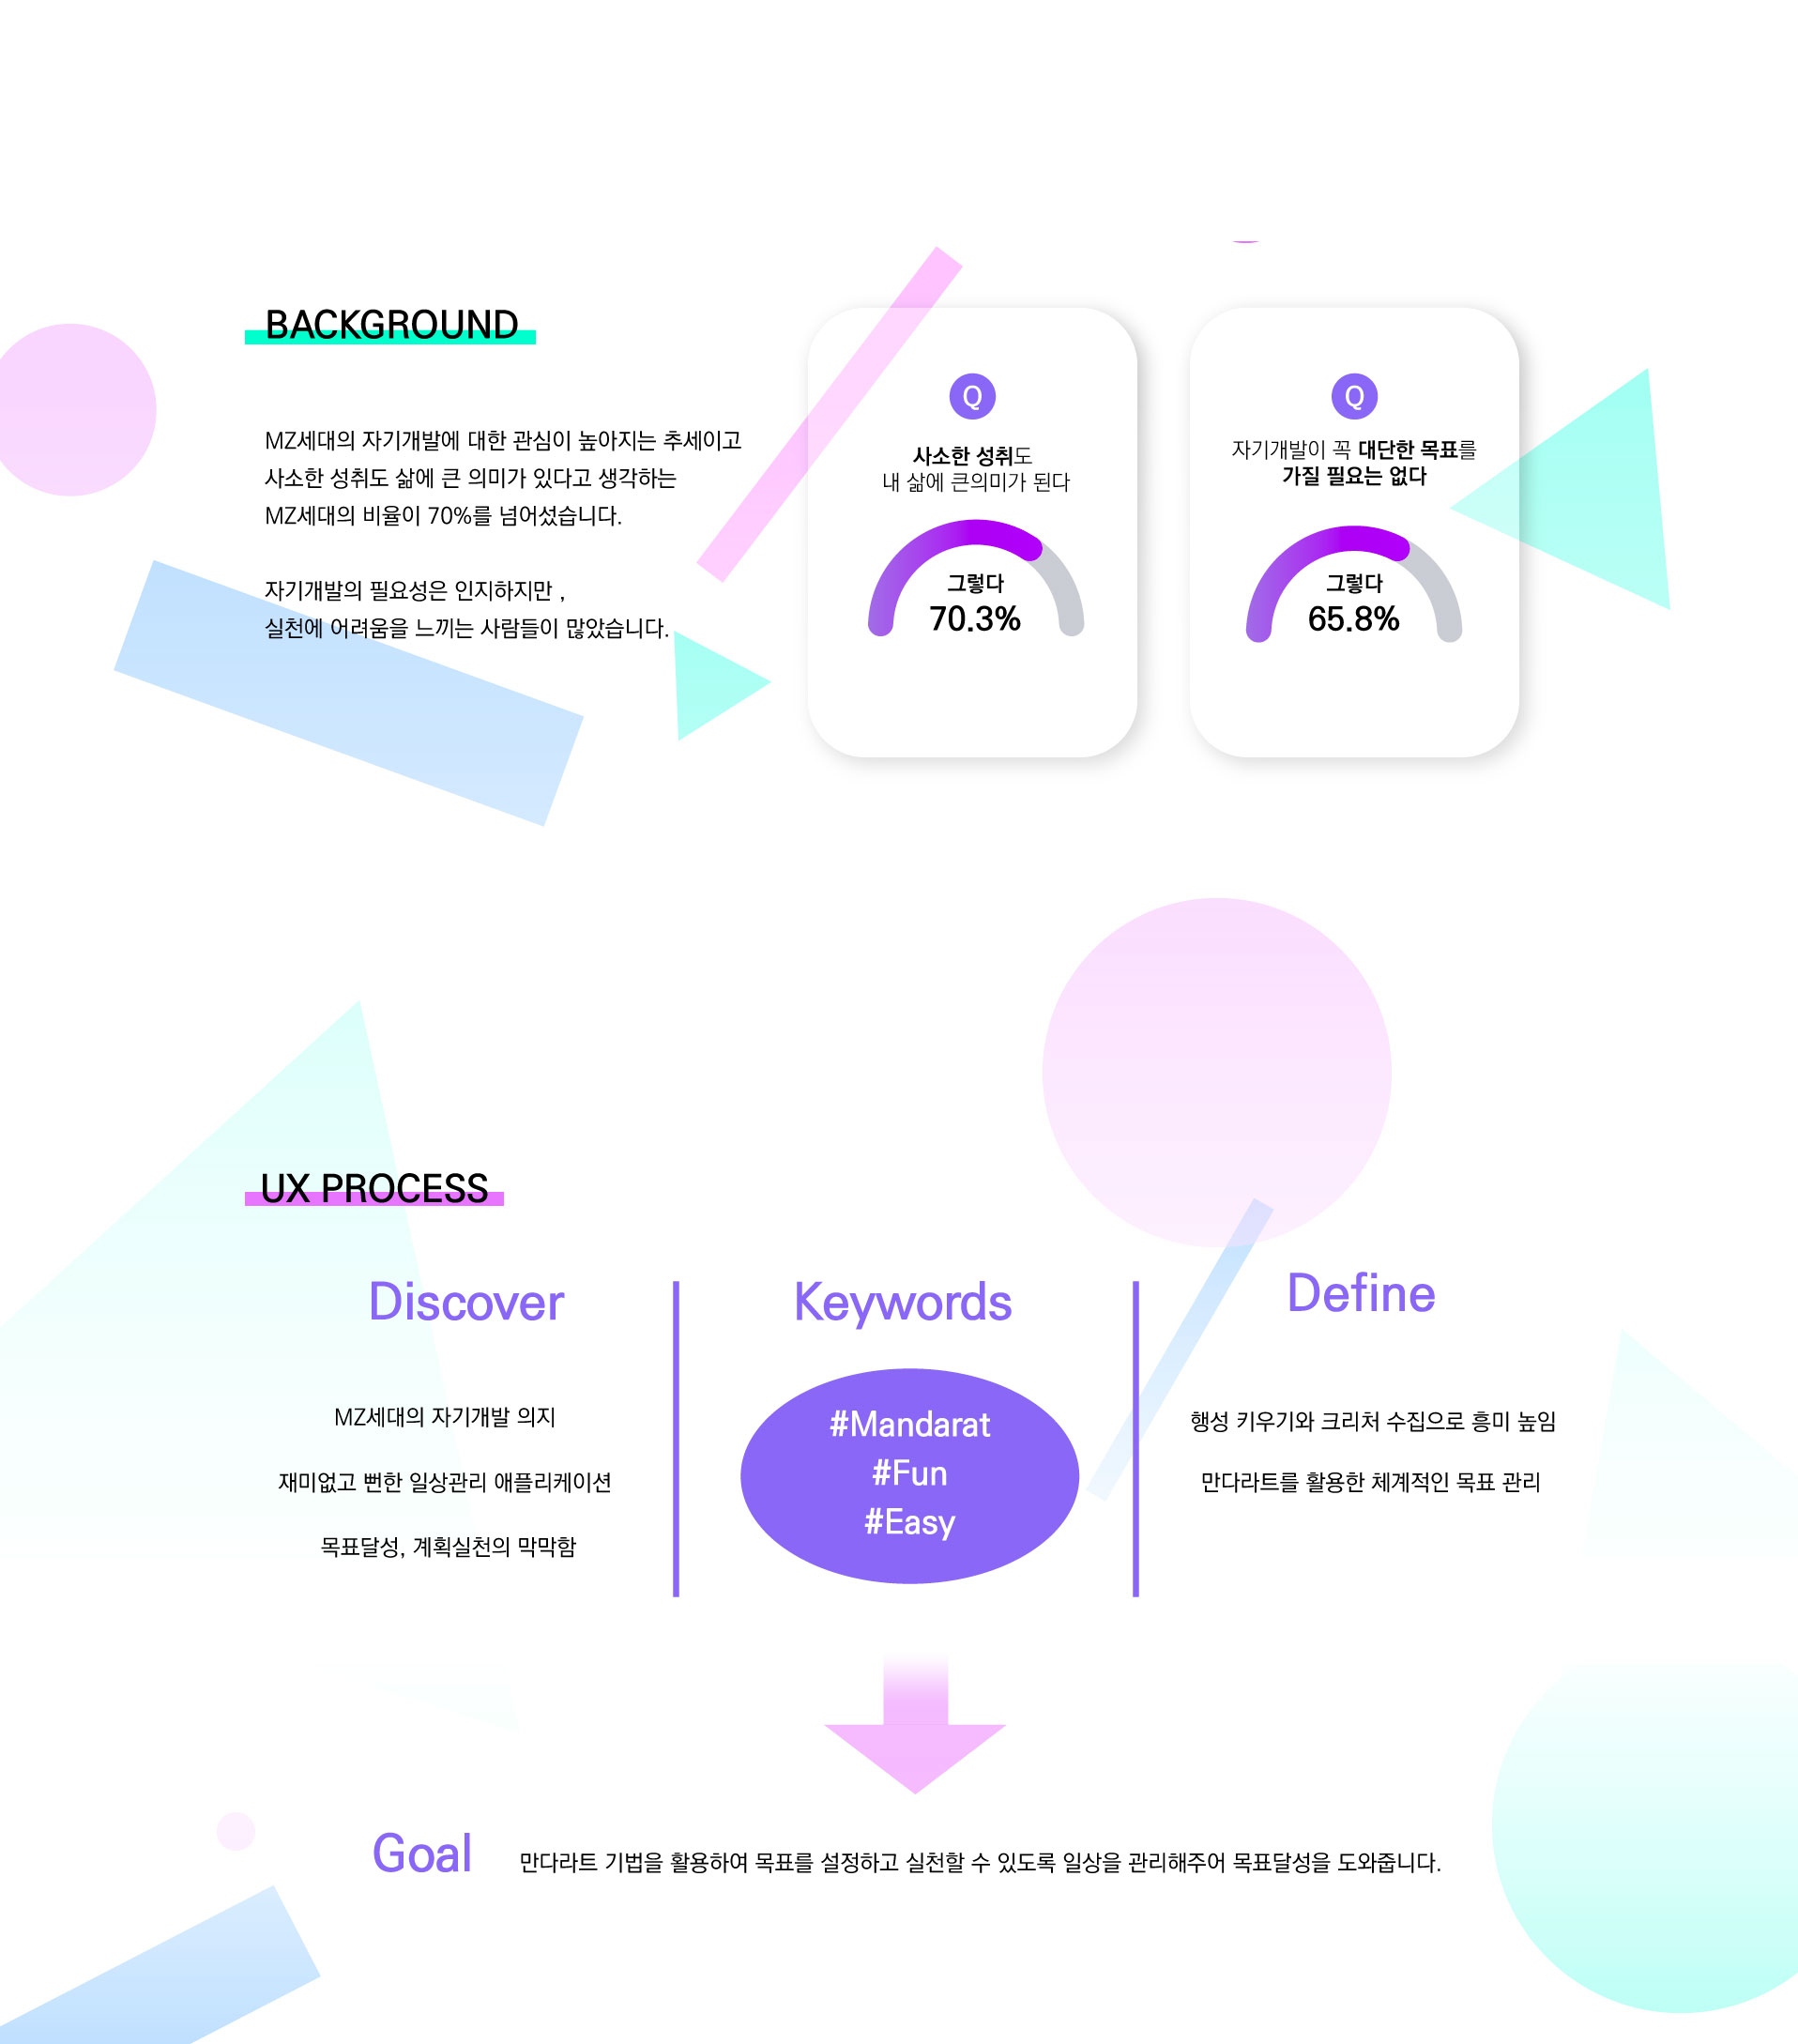 BACKGROUND
MZ세대의 자기개발에 대한 관심이 높아지는 추세이고
사소한 성취도 삶에 큰 의미가 있다고 생각하는
MZ세대의 비율이 70%를 넘어섰습니다.
자기개발의 필요성은 인지하지만 ,
실천에 어려움을 느끼는 사람들이 많았습니다.
Q
사소한 성취도
내 삶에 큰의미가 된다
그렇다
70.3%
Q
자기개발이 꼭 대단한 목표를
가질 필요는 없다
그렇다
65.8%
UX PROCESS
Discover
MZ세대의 자기개발 의지
재미없고 뻔한 일상관리 애플리케이션
목표달성, 계획실천의 막막함
Keywords
#Mandarat
#Fun
#Easy
Define
행성 키우기와 크리처 수집으로 흥미 높임
만다라트를 활용한 체계적인 목표 관리
Goal
만다라트 기법을 활용하여 목표를 설정하고 실천할 수 있도록 일상을 관리해주어 목표달성을 도와줍니다.